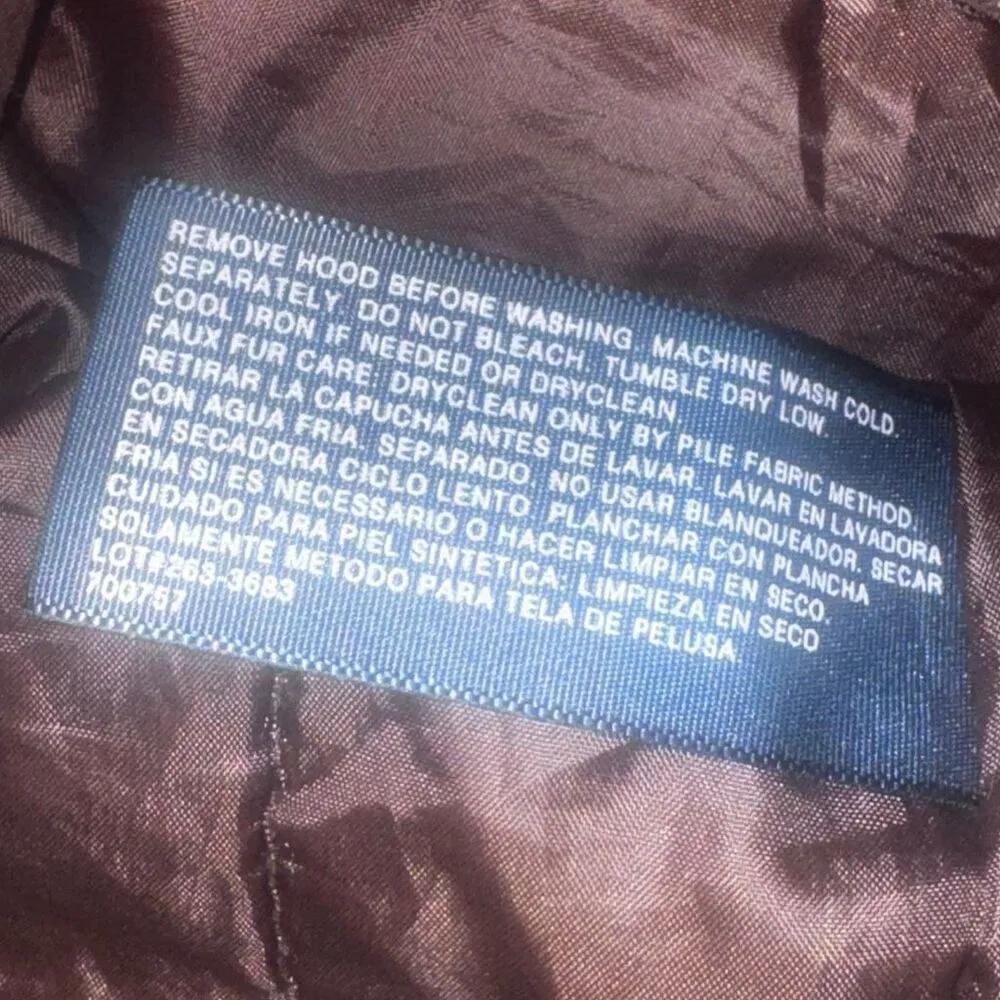 REMOVE HOOD BEFORE WASHING MACHINE WASH COLD.
SEPARATELY. DO NOT BLEACH. TUMBLE DRY LOW.
COOL IRON IF NEEDED OR DRYCLEAN.
FAUX FUR CARE: DRYCLEAN ONLY BY PILE FABRIC METHOD.
RETIRAR LA CAPUCHA ANTES DE LAVAR. LAVAR EN LAVADORA
CON AGUA FRIA. SEPARADO. NO USAR BLANQUEADOR. SECAR
EN SECADORA CICLO LENTO. PLANCHAR CON PLANCHA
FRIA SI ES NECESSARIO O HACER LIMPIAR EN SECO.
CUIDADO PARA PIEL SINTETICA: LIMPIEZA EN SECO
SOLAMENTE METODO PARA TELA DE PELUSA
LOT#263-3683
700757